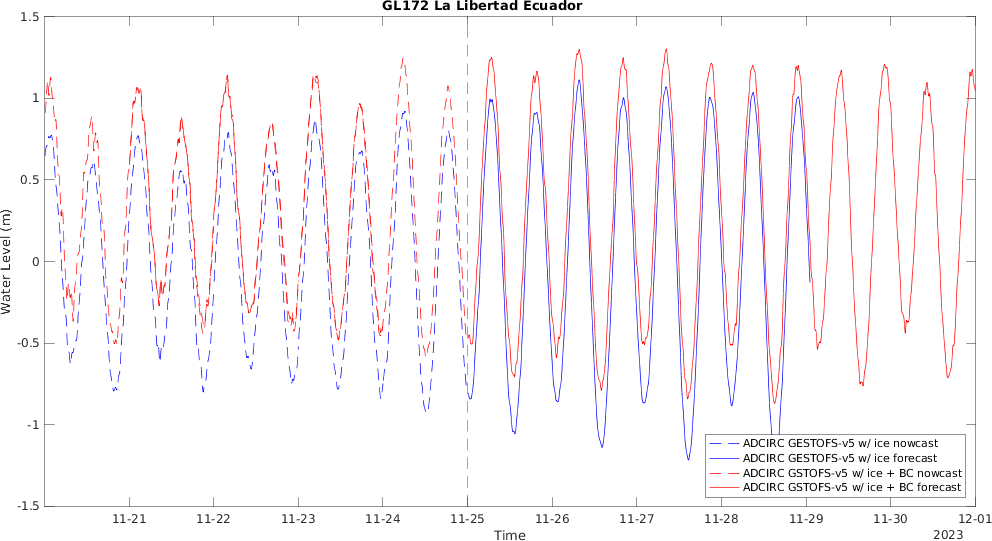 GL172 La Libertad Ecuador
1.5
1
0.5
0
-0.5
-1
-1.5
Water Level (m)
ADCIRC GESTOFS-v5 w/ ice nowcast
ADCIRC GESTOFS-v5 w/ ice forecast
ADCIRC GSTOFS-v5 w/ ice + BC nowcast
ADCIRC GSTOFS-v5 w/ ice + BC forecast
11-21 11-22 11-23 11-24 11-25 11-26 11-27 11-28 11-29 11-30 12-01
Time
2023